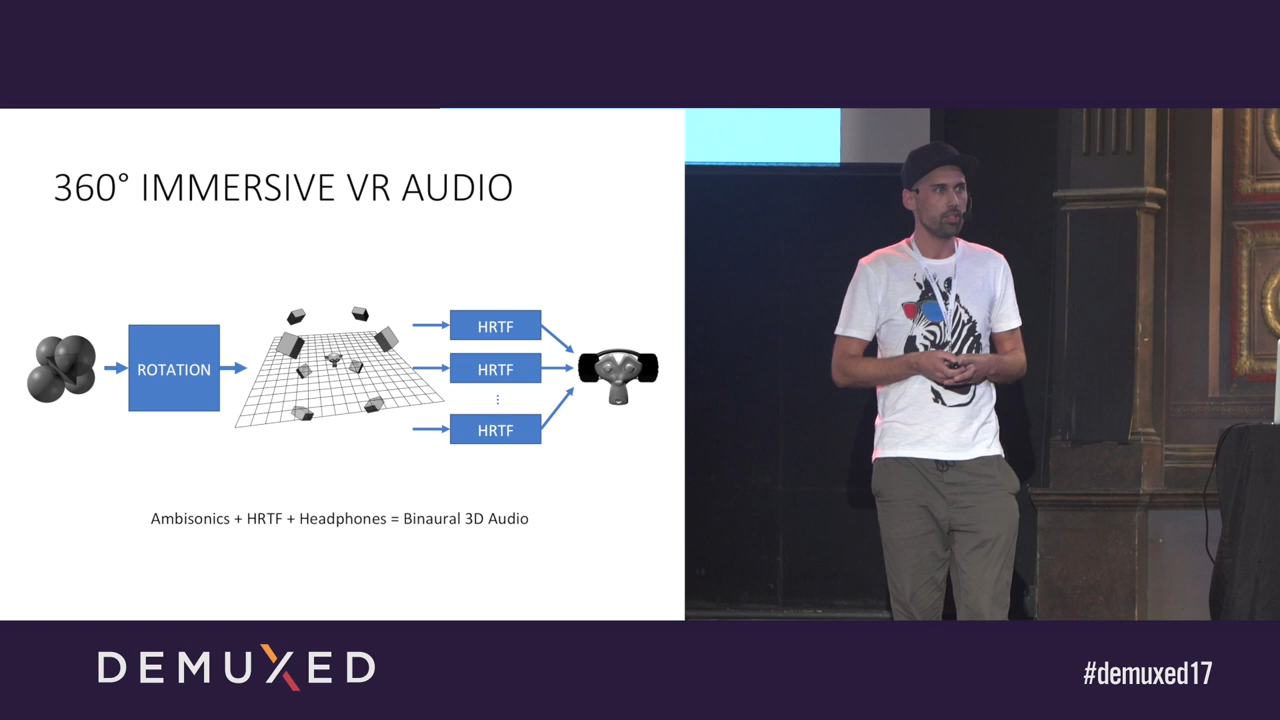 360° IMMERSIVE VR AUDIO
ROTATION
HRTF
HRTF
⋮
HRTF
Ambisonics + HRTF + Headphones = Binaural 3D Audio
DEMUXED
#demuxed17